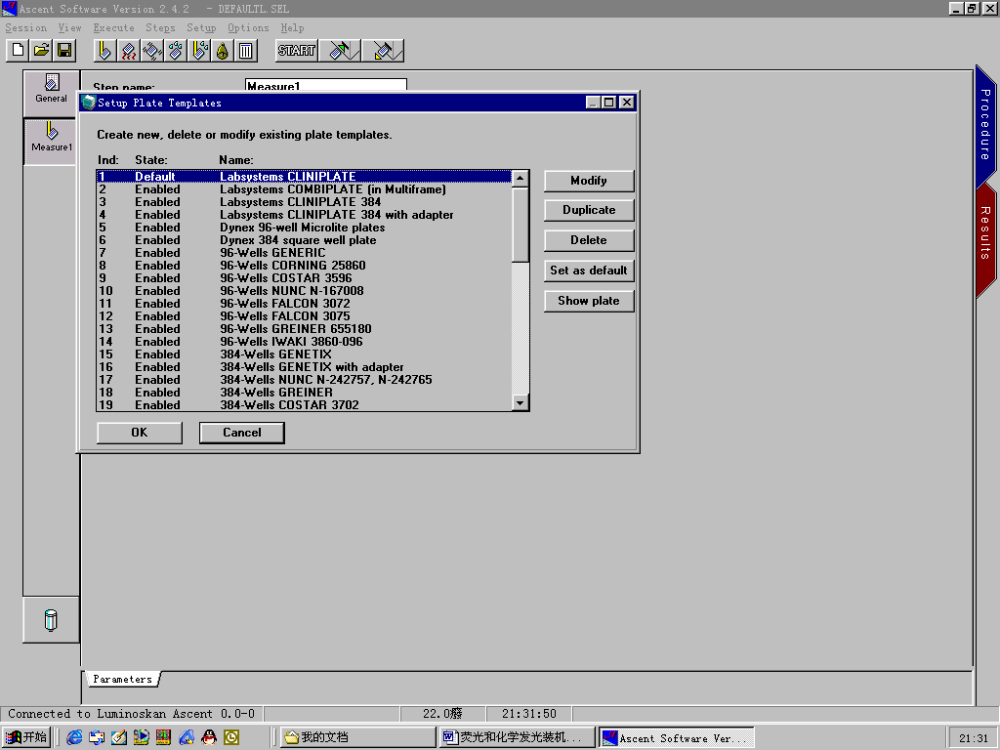 Ascent Software Version 2.4.2 - DEFAULTL.SEL
Session View Execute Steps Setup Options Help
START
General
Step name: Measure1
Measure1
Setup Plate Templates
Create new, delete or modify existing plate templates.
Ind: State: Name:
1 Default Labsystems CLINIPLATE
2 Enabled Labsystems COMBIPLATE (in Multiframe)
3 Enabled Labsystems CLINIPLATE 384
4 Enabled Labsystems CLINIPLATE 384 with adapter
5 Enabled Dynex 96-well Microlite plates
6 Enabled Dynex 384 square well plate
7 Enabled 96-Wells GENERIC
8 Enabled 96-Wells CORNING 25860
9 Enabled 96-Wells COSTAR 3596
10 Enabled 96-Wells NUNC N-167008
11 Enabled 96-Wells FALCON 3072
12 Enabled 96-Wells FALCON 3075
13 Enabled 96-Wells GREINER 655180
14 Enabled 96-Wells IWAKI 3860-096
15 Enabled 384-Wells GENETIX
16 Enabled 384-Wells GENETIX with adapter
17 Enabled 384-Wells NUNC N-242757, N-242765
18 Enabled 384-Wells GREINER
19 Enabled 384-Wells COSTAR 3702
Modify
Duplicate
Delete
Set as default
Show plate
OK Cancel
Procedure
Results
Parameters
Connected to Luminoskan Ascent 0.0-0 22.0癈 21:31:50
开始 我的文档 荧光和化学发光装机... Ascent Software Ver... 21:31